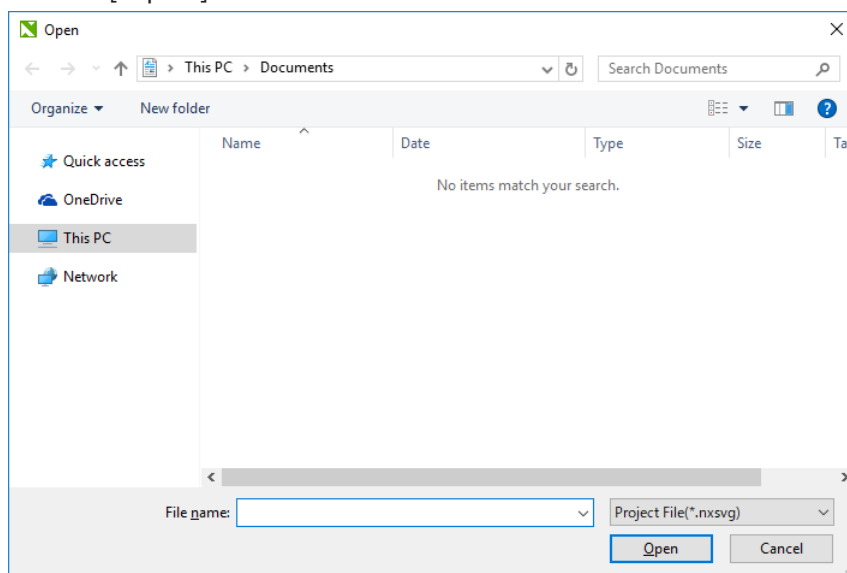 Open
This PC > Documents
Search Documents
Organize
New folder
Name
Date
Type
Size
Ta
Quick access
No items match your search.
OneDrive
This PC
Network
File name:
Project File(*.nxsvg)
Open
Cancel